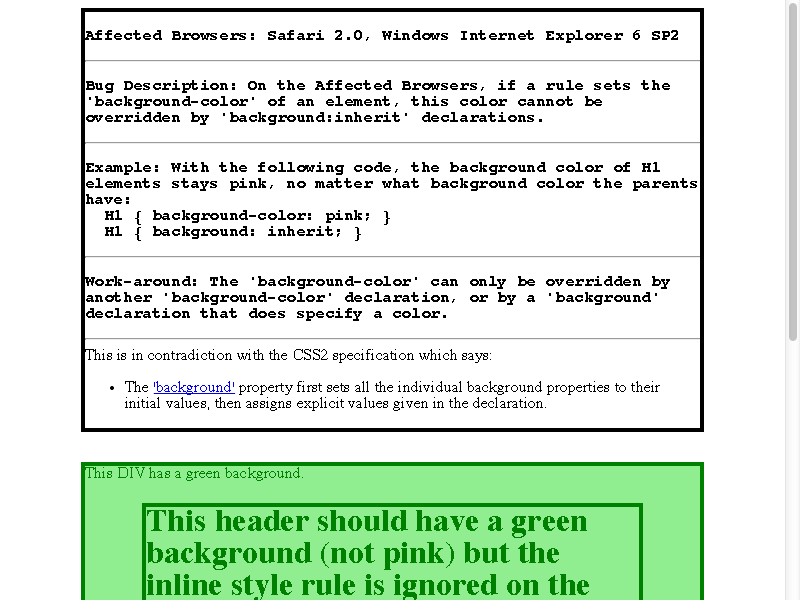 Affected Browsers: Safari 2.0, Windows Internet Explorer 6 SP2
Bug Description: On the Affected Browsers, if a rule sets the
'background-color' of an element, this color cannot be
overridden by 'background:inherit' declarations.
Example: With the following code, the background color of H1
elements stays pink, no matter what background color the parents
have:
H1 { background-color: pink; }
H1 { background: inherit; }
Work-around: The 'background-color' can only be overridden by
another 'background-color' declaration, or by a 'background'
declaration that does specify a color.
This is in contradiction with the CSS2 specification which says:
• The 'background' property first sets all the individual background properties to their
initial values, then assigns explicit values given in the declaration.
This DIV has a green background.
This header should have a green
background (not pink) but the
inline style rule is ignored on the